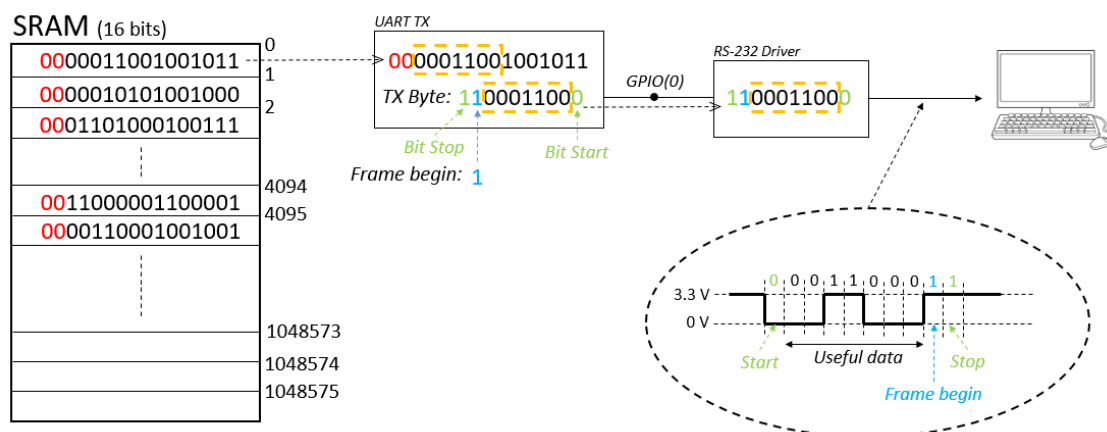 SRAM (16 bits)
0
0000011001001011
1
0000010101001000
2
0001101000100111
4094
0011000001100001
4095
0000110001001001
1048573
1048574
1048575
UART TX
0000011001001011
TX Byte: 1100011000
Bit Stop
Bit Start
Frame begin: 1
GPIO(0)
RS-232 Driver
1100011000
0 0 0 1 1 0 0 0 1 1
3.3 V
0 V
Start
Useful data
Stop
Frame begin